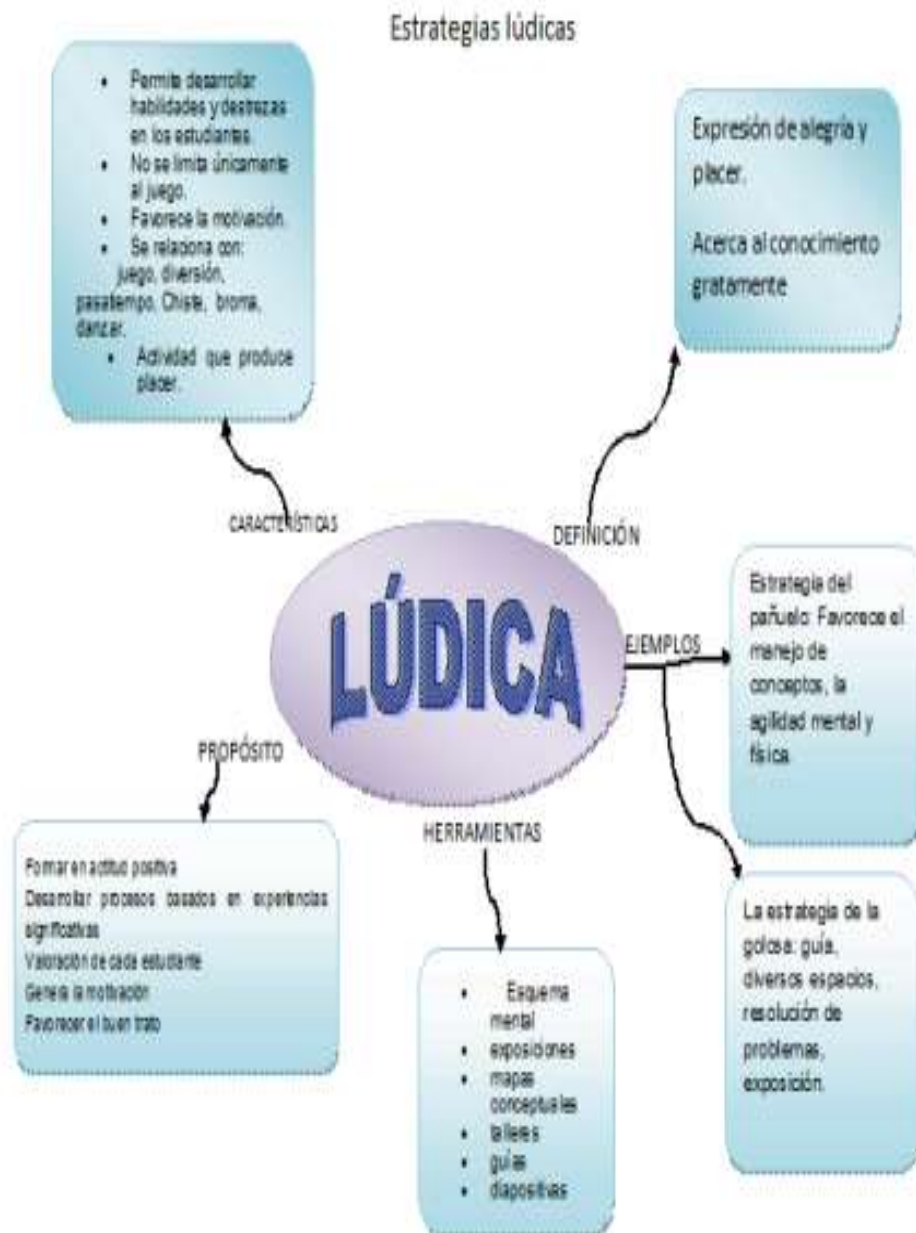 Estrategias lúdicas
• Permite desarrollar
habilidades y destrezas
en los estudiantes.
• No se limita únicamente
al juego.
• Favorece la motivación.
• Se relaciona con:
juego, diversión,
pasatempo, Chiste, broma,
danzar.
• Actividad que produce
placer.
Expresión de alegría y
placer.
Acerca al conocimiento
gratamente
CARACTERÍSTICAS
DEFINICIÓN
LÚDICA
EJEMPLOS
Estrategia del
pañuelo: Favorece el
manejo de
conceptos, la
agilidad mental y
física.
PROPÓSITO
Formar en actitud positiva
Desarrollar procesos basados en experiencias
significativas
Valoración de cada estudiante
Genera la motivación
Favorecer el buen trato
HERRAMIENTAS
• Esquema
mental
• exposiciones
• mapas
conceptuales
• talleres
• guías
• diapositivas
La estrategia de la
golosa: guía,
diversos espacios,
resolución de
problemas,
exposición.